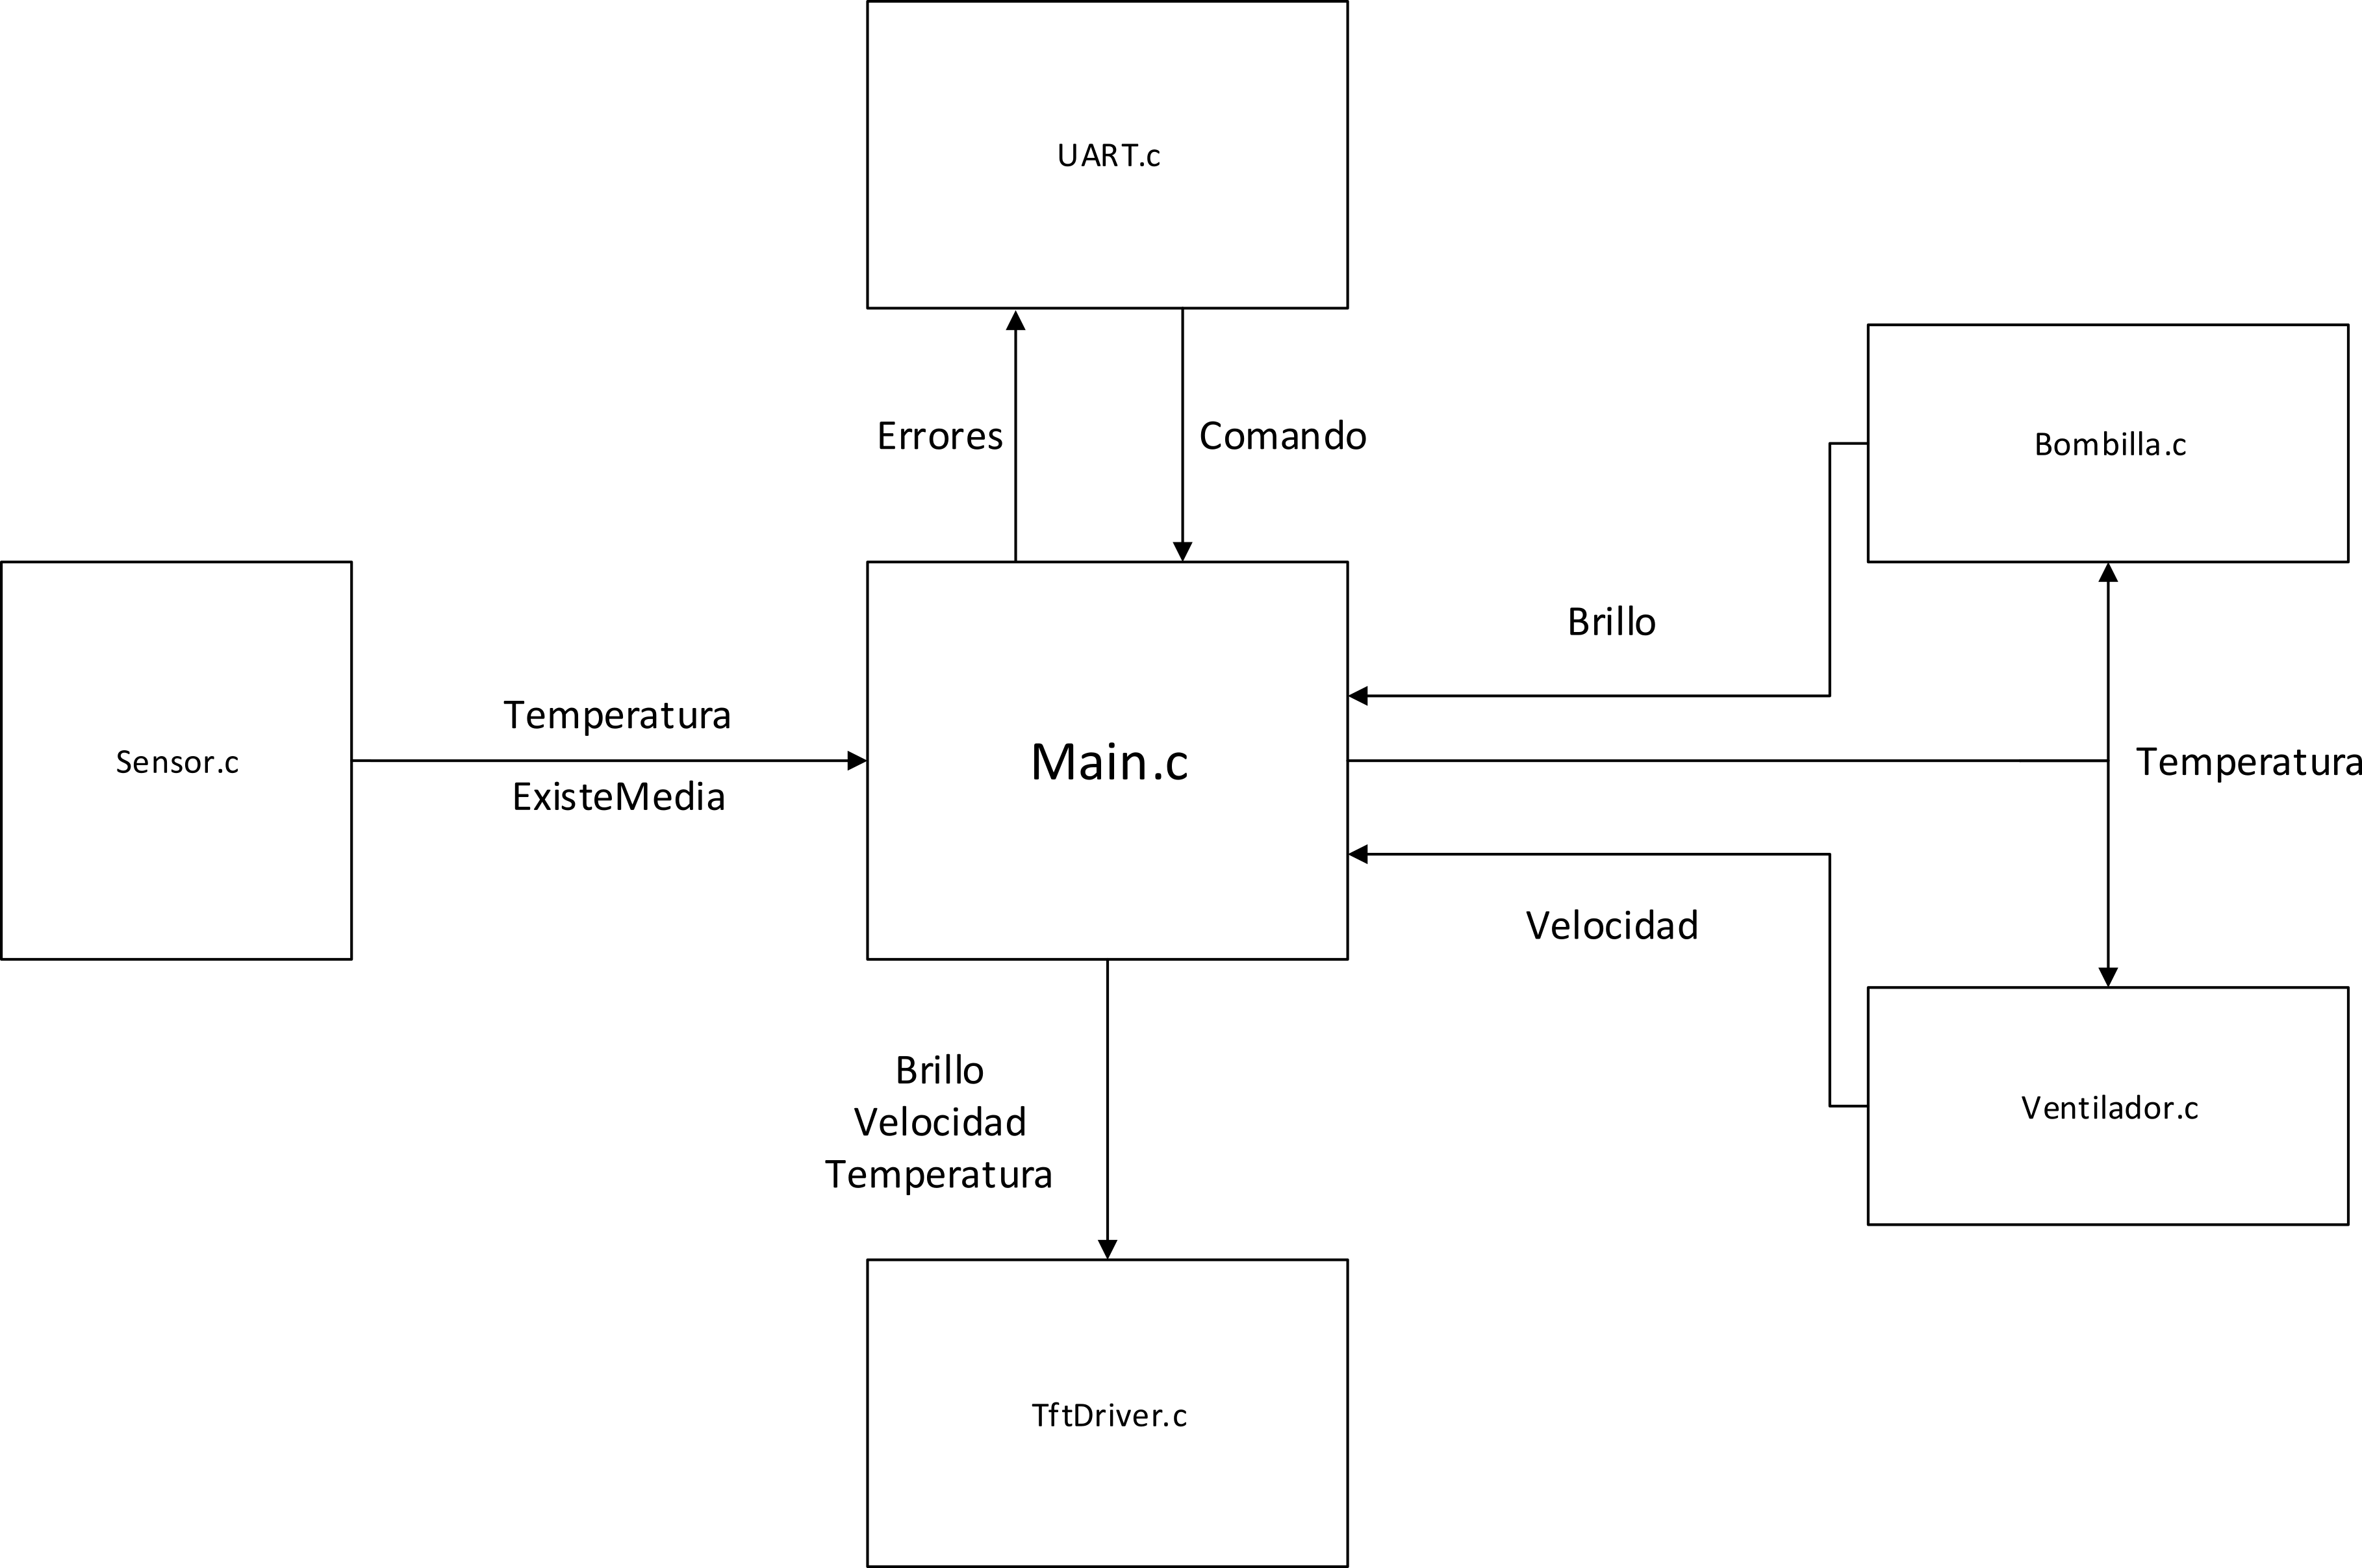 UART.c
Errores
Comando
Bombilla.c
Brillo
Temperatura
ExisteMedia
Sensor.c
Main.c
Temperatura
Velocidad
Brillo
Velocidad
Temperatura
Ventilador.c
TftDriver.c